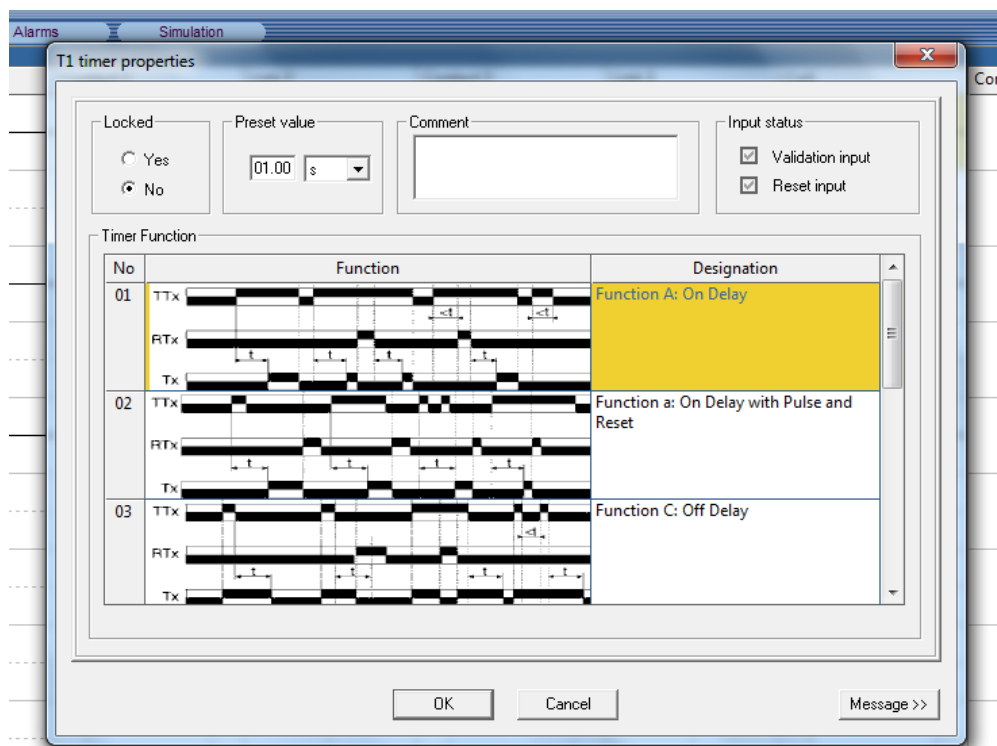 Alarms
Simulation
T1 timer properties
Locked
Yes
No
Preset value
01.00
s
Comment
Input status
Validation input
Reset input
Timer Function
No
Function
Designation
01
TTx
<t
<t
RTx
t
t
t
t
Tx
Function A: On Delay
02
TTx
RTx
t
t
t
t
Tx
Function a: On Delay with Pulse and
Reset
03
TTx
RTx
t
t
t
t
Tx
Function C: Off Delay
OK
Cancel
Message >>